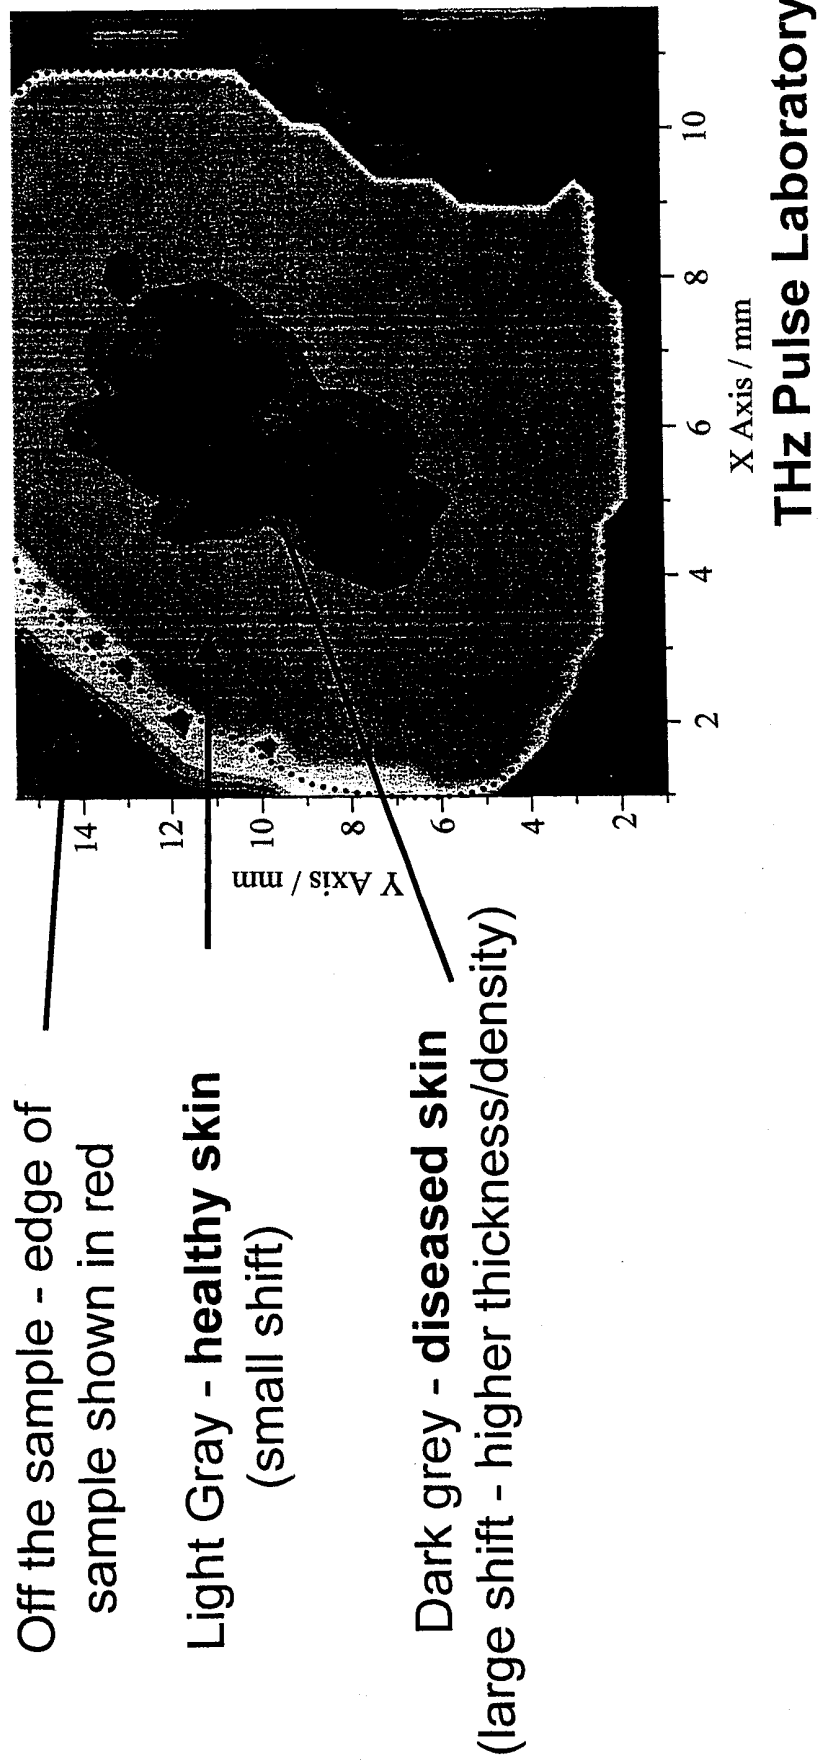 Off the sample - edge of
sample shown in red
Light Gray - healthy skin
(small shift)
Dark grey - diseased skin
(large shift - higher thickness/density)
Y Axis / mm
14
12
10
8
6
4
2
2
4
6
8
10
X Axis / mm
THz Pulse Laboratory